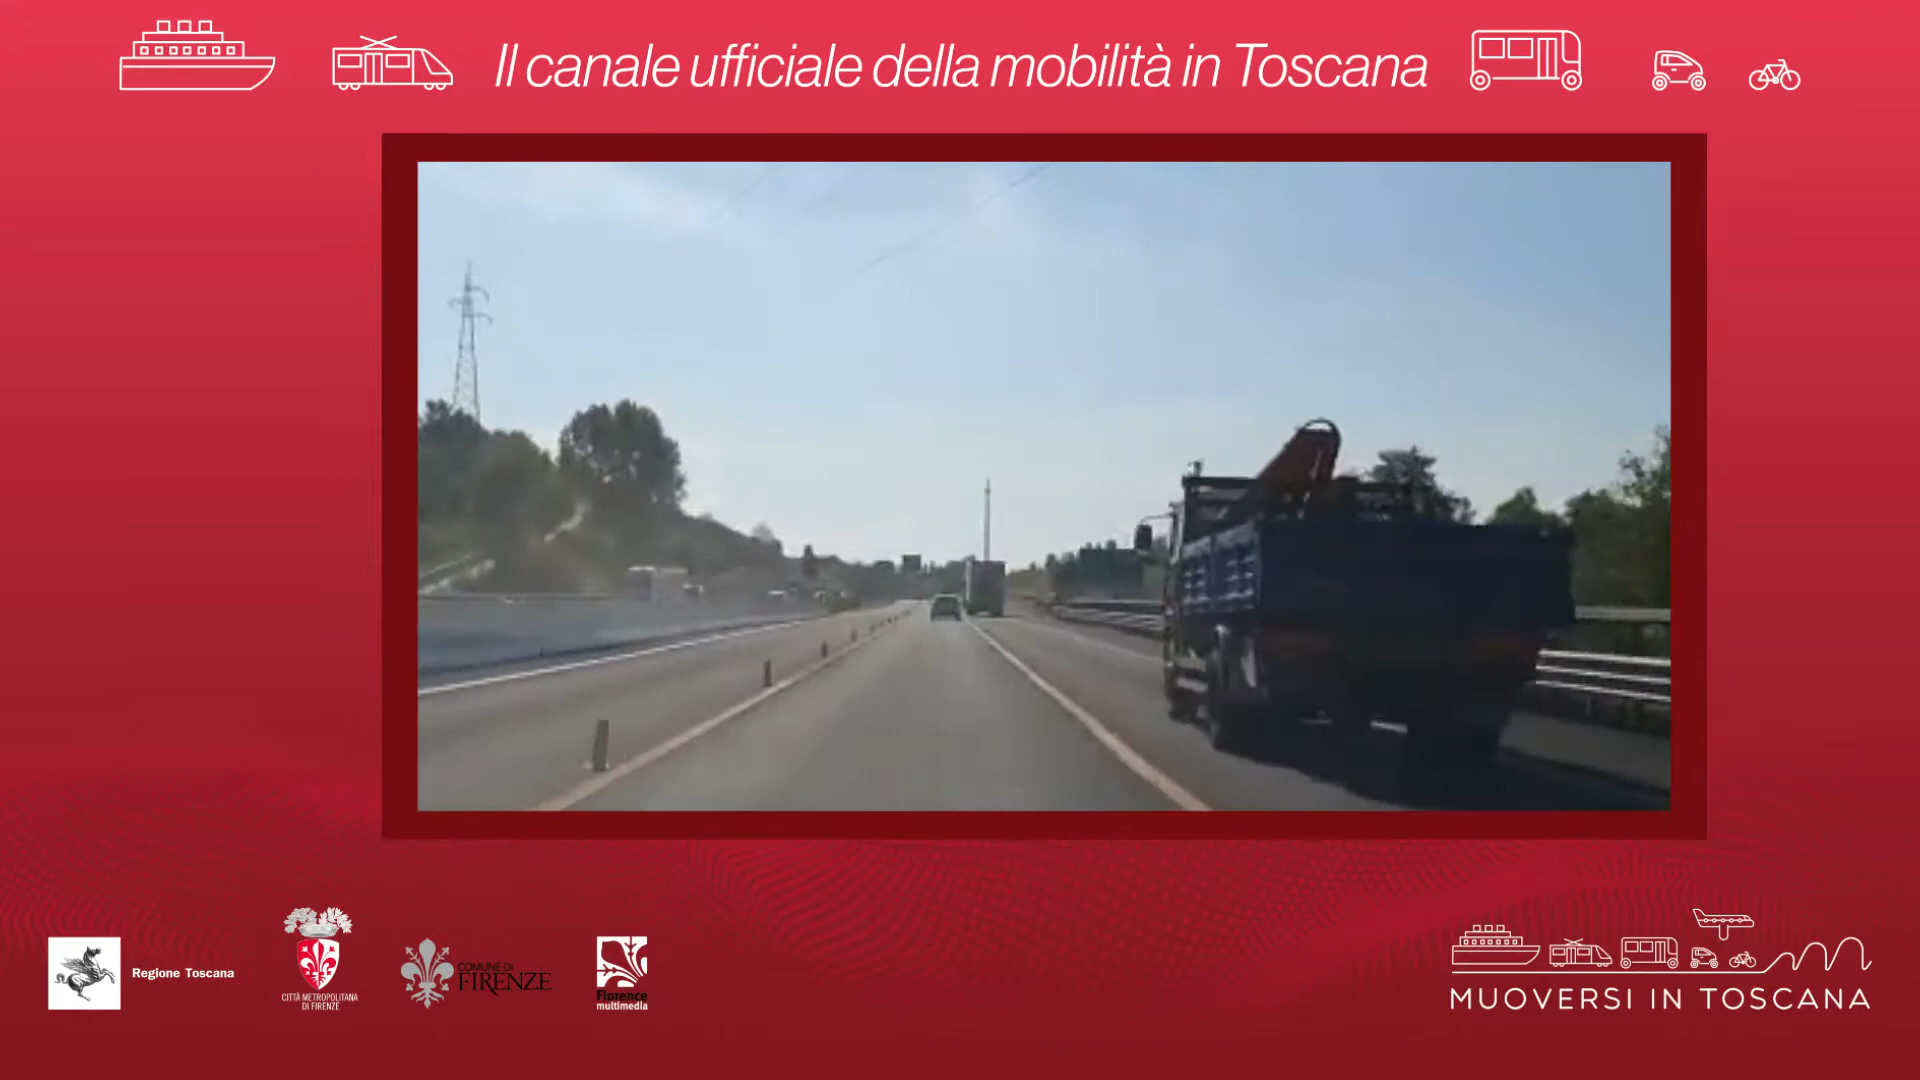 Il canale ufficiale della mobilità in Toscana
Regione Toscana
CITTÀ METROPOLITANA
DI FIRENZE
COMUNE DI
FIRENZE
Florence
multimedia
MUOVERSI IN TOSCANA